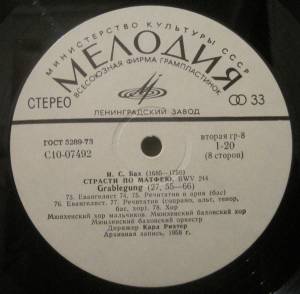 МИНИСТЕРСТВО КУЛЬТУРЫ СССР
МЕЛОДИЯ
ВСЕСОЮЗНАЯ ФИРМА ГРАМПЛАСТИНОК
СТЕРЕО
33
ЛЕНИНГРАДСКИЙ ЗАВОД
ГОСТ 5289-73
С10-07492
вторая гр-8
1-20
(8 сторон)
И. С. Бах (1685—1750)
СТРАСТИ ПО МАТФЕЮ, BWV 244
Grablegung (27, 55—66)
73. Евангелист 74, 75. Речитатив и ария (бас)
76. Евангелист. 77. Речитатив (сопрано, альт, тенор,
бас, хор). 78. Хор
Мюнхенский хор мальчиков. Мюнхенский баховский хор
Мюнхенский баховский оркестр
Дирижер Карл Рихтер
Архивная запись, 1958 г.